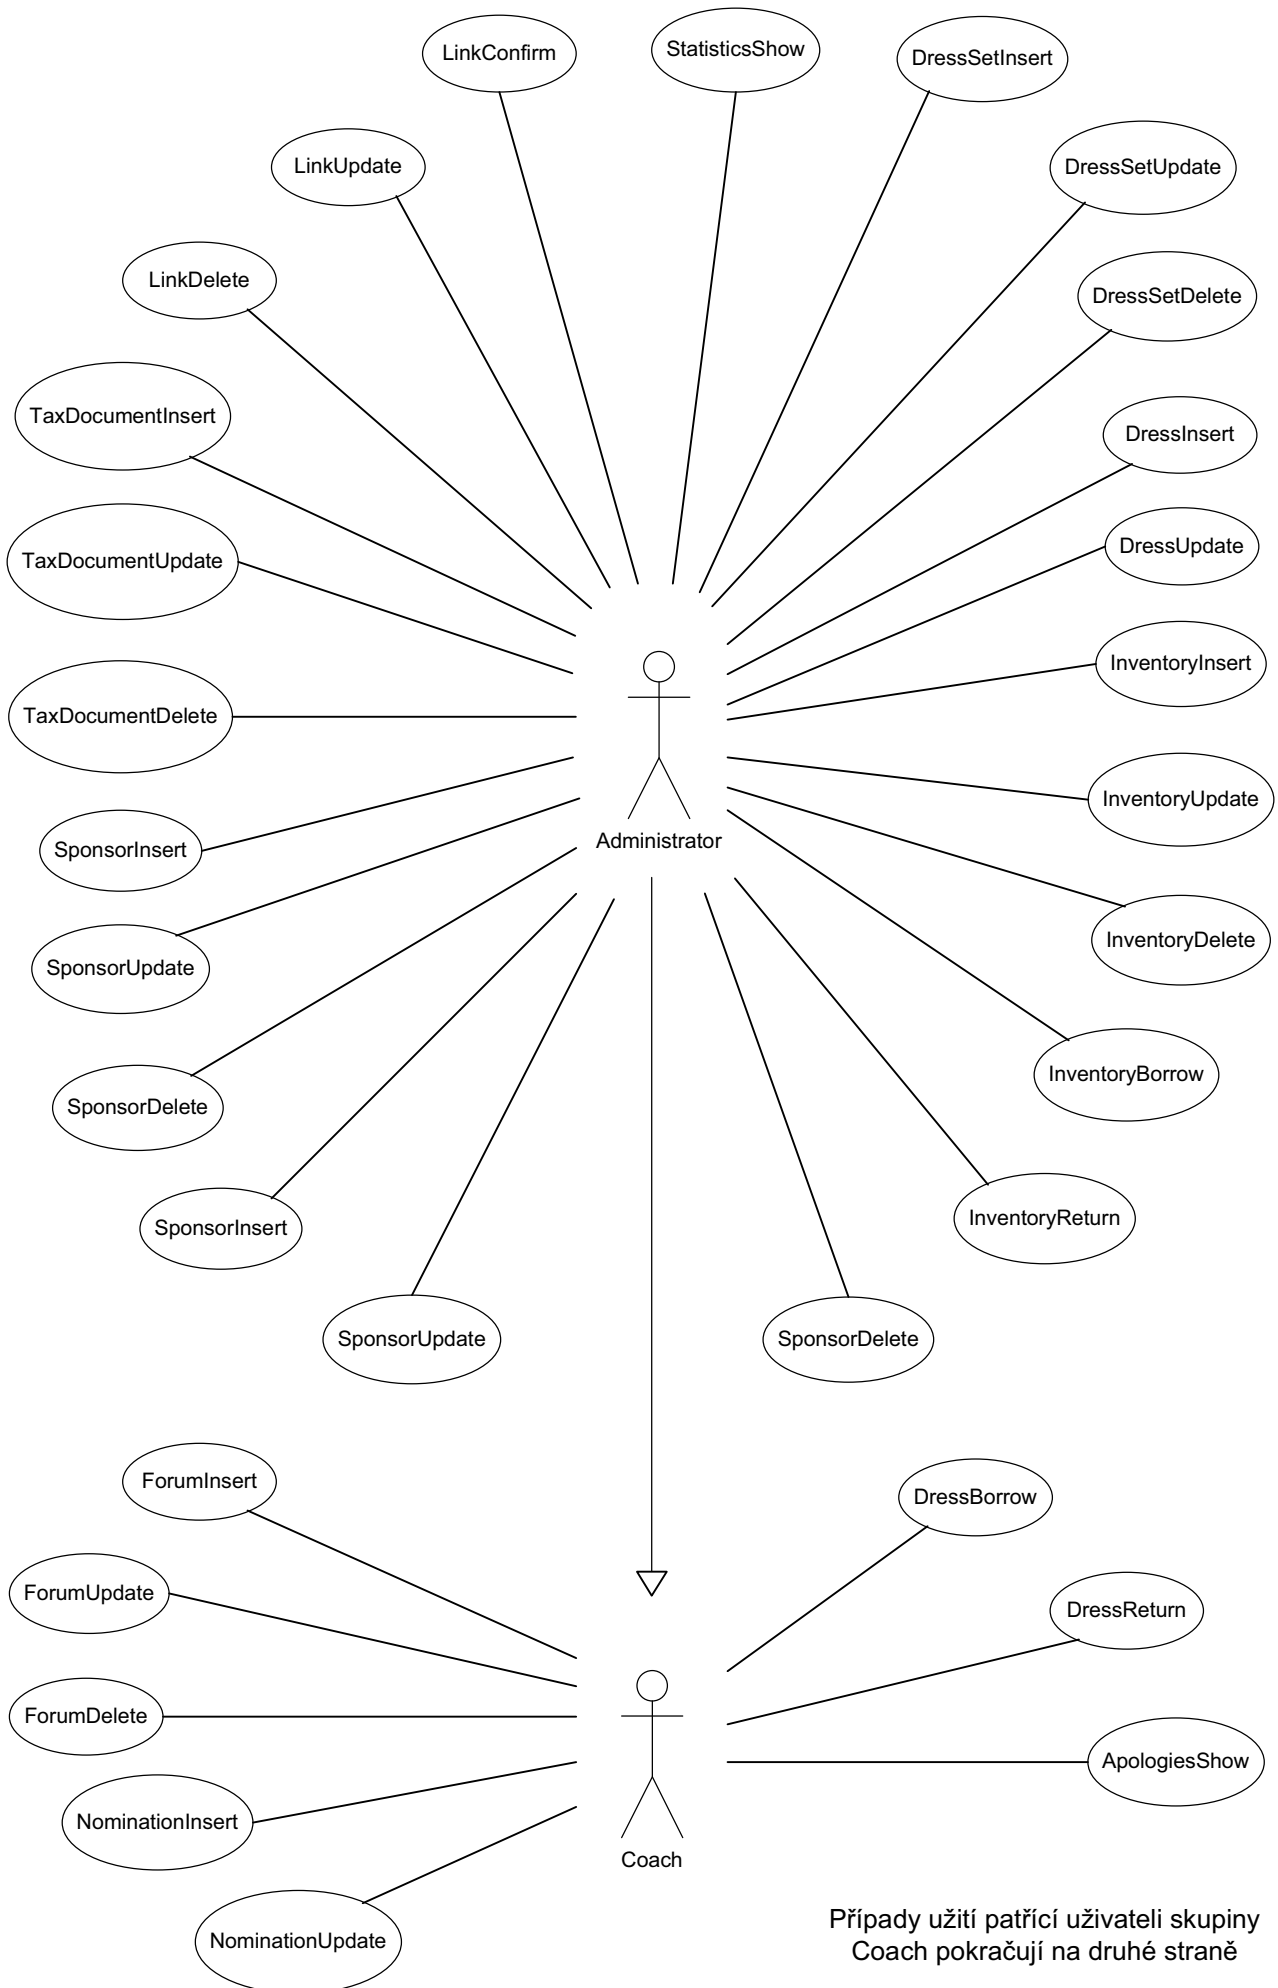 LinkConfirm
StatisticsShow
DressSetInsert
LinkUpdate
DressSetUpdate
LinkDelete
DressSetDelete
TaxDocumentInsert
DressInsert
TaxDocumentUpdate
DressUpdate
InventoryInsert
TaxDocumentDelete
InventoryUpdate
Administrator
SponsorInsert
InventoryDelete
SponsorUpdate
InventoryBorrow
SponsorDelete
InventoryReturn
SponsorInsert
SponsorUpdate
SponsorDelete
ForumInsert
DressBorrow
ForumUpdate
DressReturn
ForumDelete
ApologiesShow
NominationInsert
Coach
NominationUpdate
Případy užití patřící uživateli skupiny
Coach pokračují na druhé straně